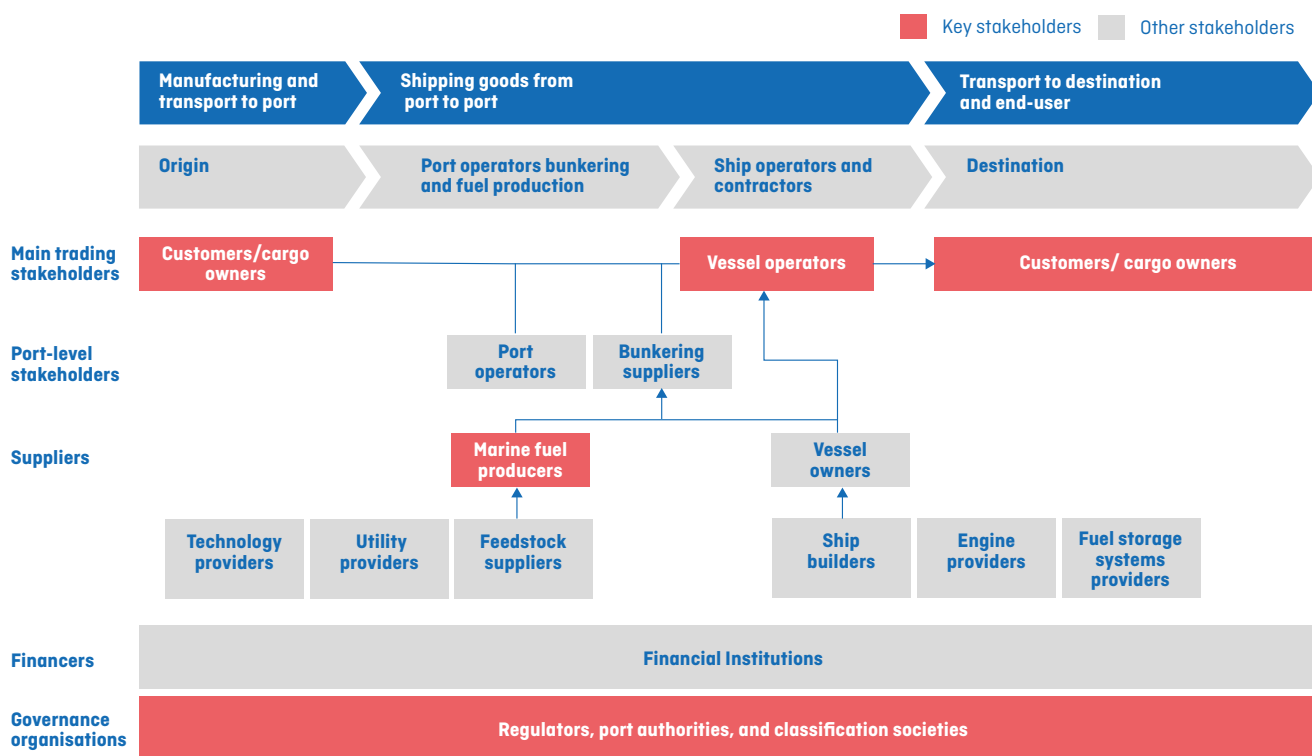 Key stakeholders
Other stakeholders
Manufacturing and
transport to port
Shipping goods from
port to port
Transport to destination
and end-user
Origin
Port operators bunkering
and fuel production
Ship operators and
contractors
Destination
Main trading
stakeholders
Customers/cargo
owners
Vessel operators
Customers/ cargo owners
Port-level
stakeholders
Port
operators
Bunkering
suppliers
Suppliers
Marine fuel
producers
Vessel
owners
Technology
providers
Utility
providers
Feedstock
suppliers
Ship
builders
Engine
providers
Fuel storage
systems
providers
Financers
Financial Institutions
Governance
organisations
Regulators, port authorities, and classification societies